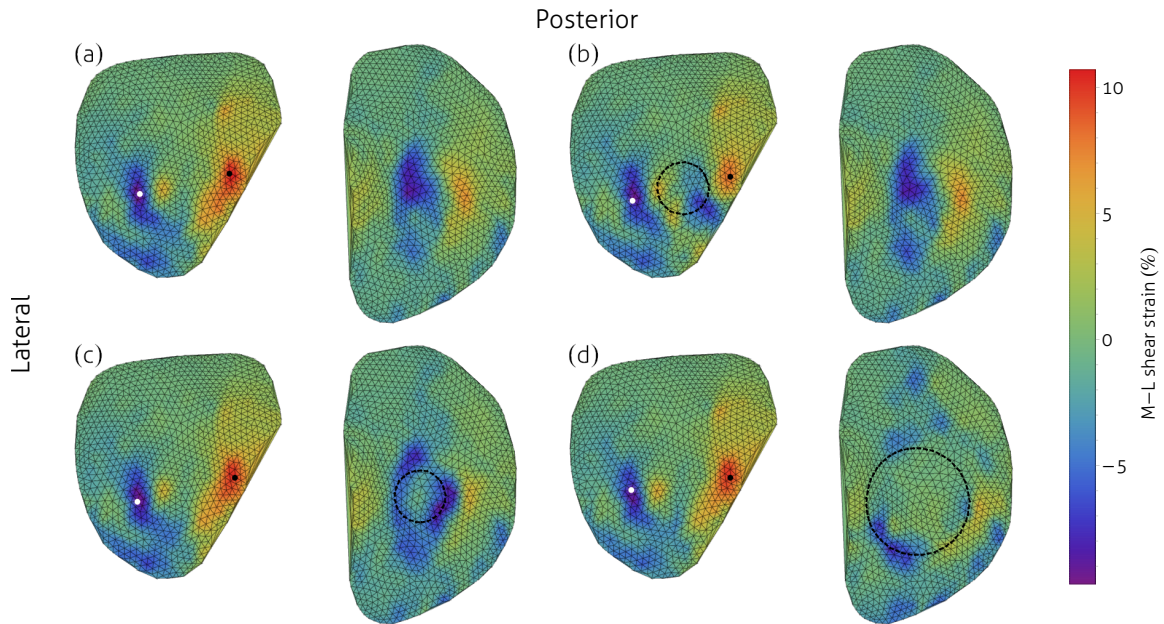 Posterior
(a)
(b)
Lateral
(c)
(d)
10
5
0
−5
M−L shear strain (%)